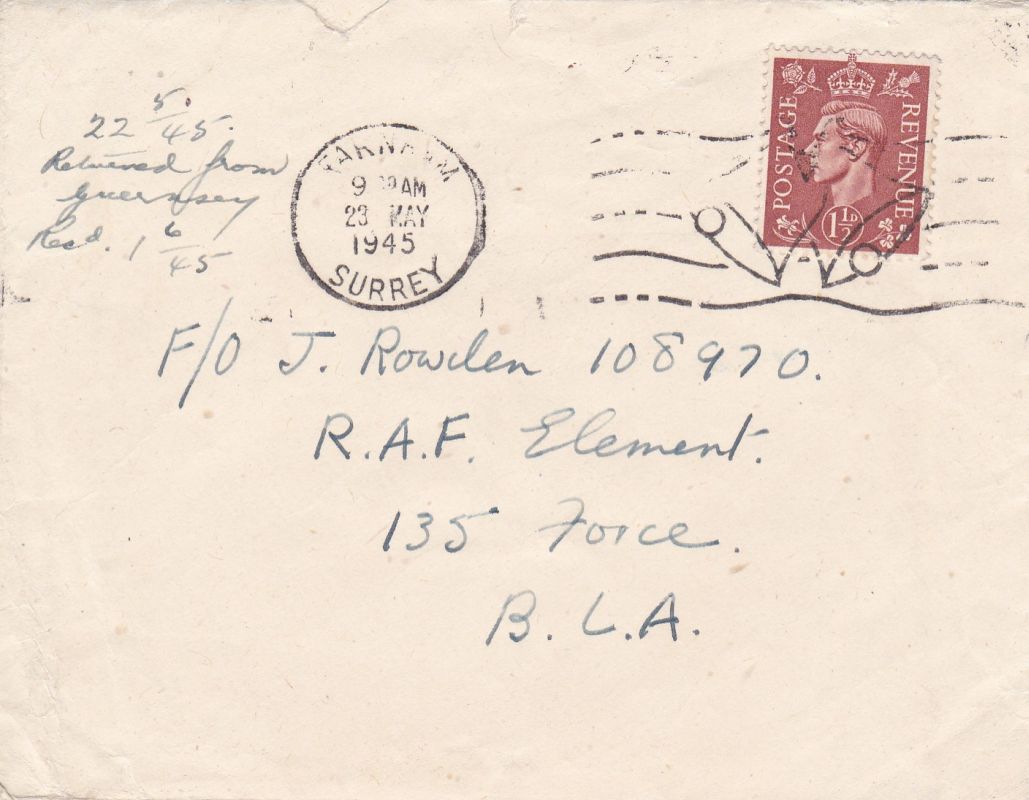 22 5/45.
Returned from
Guernsey
Recd. 1 6/45
FARNHAM
9 AM
23 MAY
1945
SURREY
POSTAGE
REVENUE
1½D
F/O J. Rowden 108970.
R.A.F. Element.
135 Force.
B.L.A.